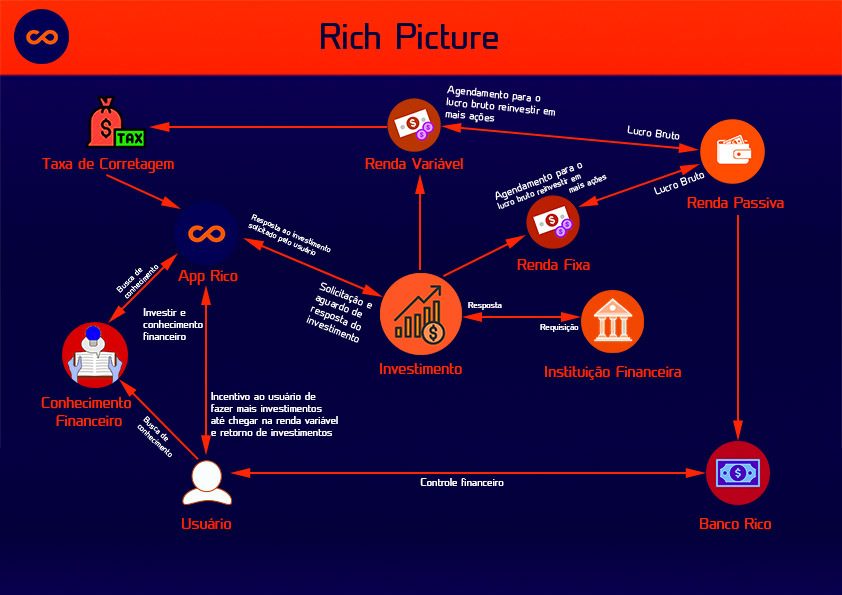 Rich Picture
Agendamento para o
lucro bruto reinvestir em
mais ações
Lucro Bruto
TAX
Taxa de Corretagem
Renda Variável
Agendamento para o
lucro bruto reinvestir em
mais ações
Lucro Bruto
Renda Passiva
Resposta ao investimento
solicitado pelo usuário
Renda Fixa
App Rico
Busca de
conhecimento
Solicitação e
aguardo de
resposta do
investimento
Investir e
conhecimento
financeiro
Resposta
Requisição
Investimento
Instituição Financeira
Conhecimento
Financeiro
Incentivo ao usuário de
fazer mais investimentos
até chegar na renda variável
e retorno de investimentos
Busca de
conhecimento
Controle financeiro
Usuário
Banco Rico